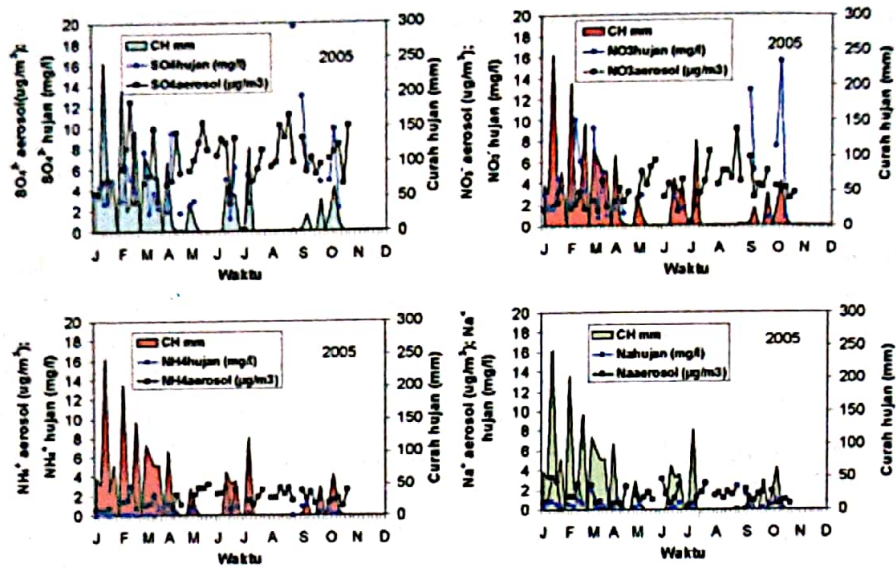 SO₄²⁻ aerosol(ug/m³);
SO₄²⁻ hujan (mg/l)
20
18
16
14
12
10
8
6
4
2
0
CH mm
SO4hujan (mg/l)
SO4aerosol (µg/m3)
2005
300
250
200
150
100
50
0
Curah hujan (mm)
J F M A M J J A S O N D
Waktu
NO₃⁻ aerosol (ug/m³);
NO₃⁻ hujan (mg/l)
20
18
16
14
12
10
8
6
4
2
0
CH mm
NO3hujan (mg/l)
NO3aerosol (µg/m3)
2005
300
250
200
150
100
50
0
Curah hujan (mm)
J F M A M J J A S O N D
Waktu
NH₄⁺ aerosol (ug/m³);
NH₄⁺ hujan (mg/l)
20
18
16
14
12
10
8
6
4
2
0
CH mm
NH4hujan (mg/l)
NH4aerosol (µg/m3)
2005
300
250
200
150
100
50
0
Curah hujan (mm)
J F M A M J J A S O N D
Waktu
Na⁺ aerosol (ug/m³); Na⁺
hujan (mg/l)
20
18
16
14
12
10
8
6
4
2
0
CH mm
Nahujan (mg/l)
Naaerosol (µg/m3)
2005
300
250
200
150
100
50
0
Curah hujan (mm)
J F M A M J J A S O N D
Waktu